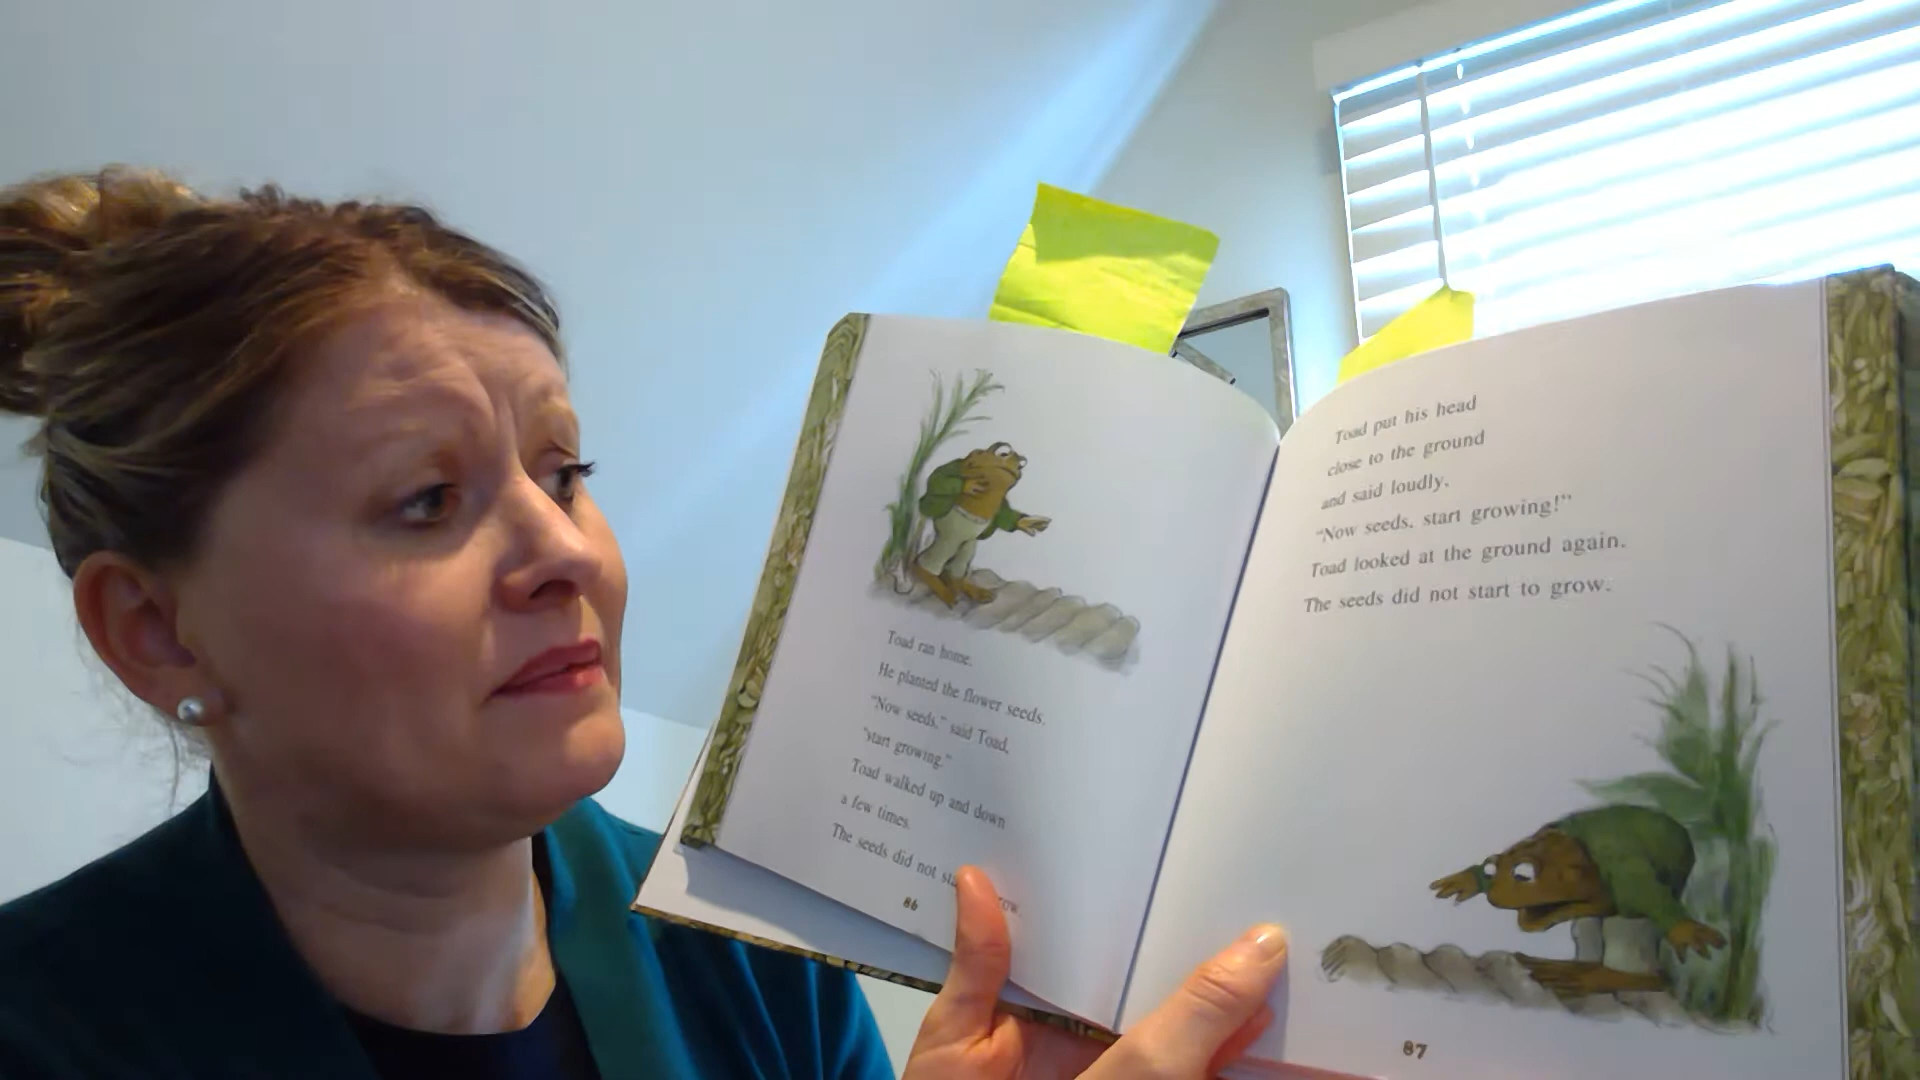 Toad ran home.
He planted the flower seeds.
"Now seeds," said Toad,
"start growing."
Toad walked up and down
a few times.
The seeds did not sta row.
86
Toad put his head
close to the ground
and said loudly,
"Now seeds, start growing!"
Toad looked at the ground again.
The seeds did not start to grow.
87